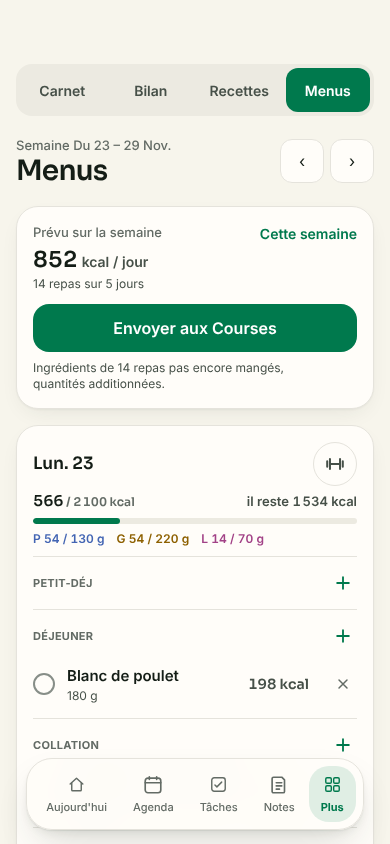 Carnet Bilan Recettes Menus
Semaine Du 23 – 29 Nov.
Menus
‹ ›
Prévu sur la semaine Cette semaine
852 kcal / jour
14 repas sur 5 jours
Envoyer aux Courses
Ingrédients de 14 repas pas encore mangés,
quantités additionnées.
Lun. 23
566 / 2 100 kcal il reste 1 534 kcal
P 54 / 130 g G 54 / 220 g L 14 / 70 g
PETIT-DÉJ +
DÉJEUNER +
Blanc de poulet 198 kcal ×
180 g
COLLATION +
Aujourd'hui Agenda Tâches Notes Plus